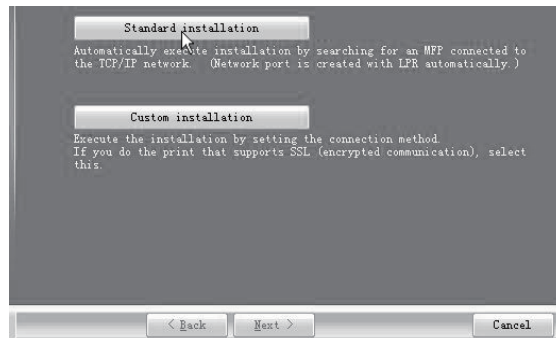 Standard installation
Automatically execute installation by searching for an MFP connected to
the TCP/IP network. (Network port is created with LPR automatically.)
Custom installation
Execute the installation by setting the connection method.
If you do the print that supports SSL (encrypted communication), select
this.
< Back Next > Cancel